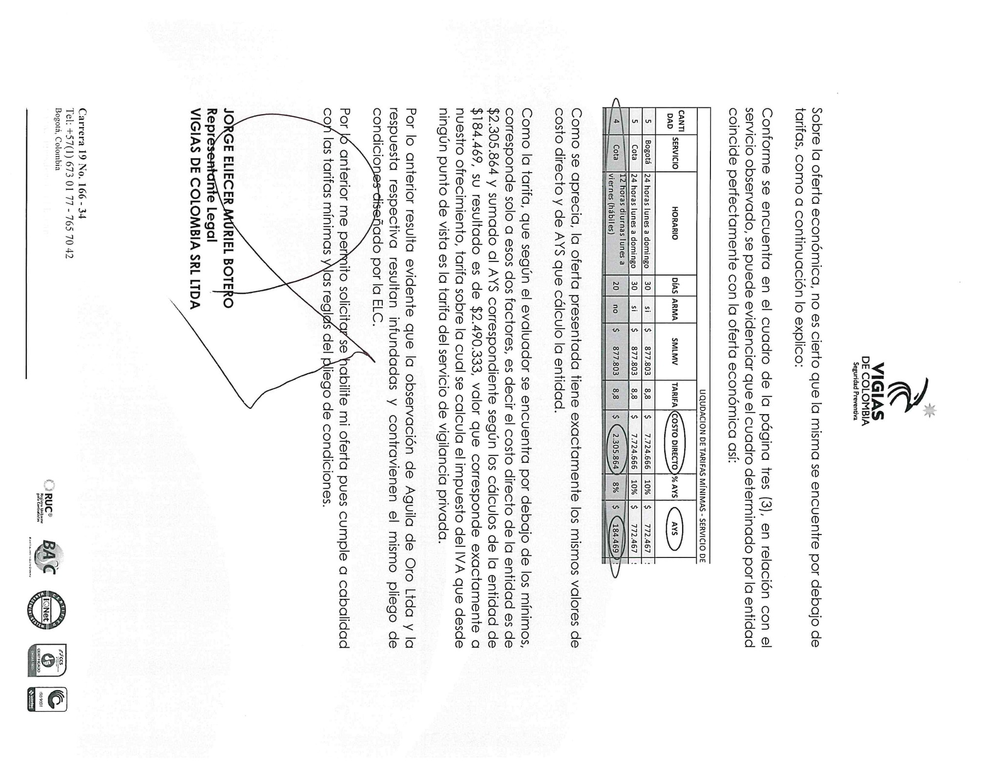 VIGIAS
DE COLOMBIA
Seguridad Preventiva
Sobre la oferta económica, no es cierto que la misma se encuentre por debajo de
tarifas, como a continuación lo explico:
Conforme se encuentra en el cuadro de la página tres (3), en relación con el
servicio observado, se puede evidenciar que el cuadro determinado por la entidad
coincide perfectamente con la oferta económica así:
LIQUDACION DE TARIFAS MÍNIMAS - SERVICIO DE
CANTI DAD SERVICIO HORARIO DÍAS ARMA SMLMV TARIFA COSTO DIRECTO % AYS AYS
5 Bogotá 24 horas lunes a domingo 30 si $ 877.803 8,8 $ 7.724.666 10% $ 772.467
5 Cota 24 horas lunes a domingo 30 si $ 877.803 8,8 $ 7.724.666 10% $ 772.467
4 Cota 12 horas diurnas lunes a viernes (hábiles) 20 no $ 877.803 8,8 $ 2.305.864 8% $ 184.469
Como se aprecia, la oferta presentada tiene exactamente los mismos valores de
costo directo y de AYS que cálculo la entidad.
Como la tarifa, que según el evaluador se encuentra por debajo de los mínimos,
corresponde solo a esos dos factores, es decir el costo directo de la entidad es de
$2.305.864 y sumado al AYS correspondiente según los cálculos de la entidad de
$184.469, su resultado es de $2.490.333, valor que corresponde exactamente a
nuestro ofrecimiento, tarifa sobre la cual se calcula el impuesto del IVA que desde
ningún punto de vista es la tarifa del servicio de vigilancia privada.
Por lo anterior resulta evidente que la observación de Aguila de Oro Ltda y la
respuesta respectiva resultan infundadas y contravienen el mismo pliego de
condiciones diseñado por la ELC.
Por lo anterior me permito solicitar se habilite mi oferta pues cumple a cabalidad
con las tarifas mínimas y las reglas del pliego de condiciones.
JORGE ELIECER MURIEL BOTERO
Representante Legal
VIGIAS DE COLOMBIA SRL LTDA
Carrera 19 No. 166 - 34
Tel: +57(1) 673 01 77 - 765 70 42
Bogotá, Colombia
RUC®
Registro Uniforme
para Contratistas
BASC
CERTIFIED
IQNet
MANAGEMENT SYSTEM
CCS
CERTIFICADO
ISO 9001
icontec